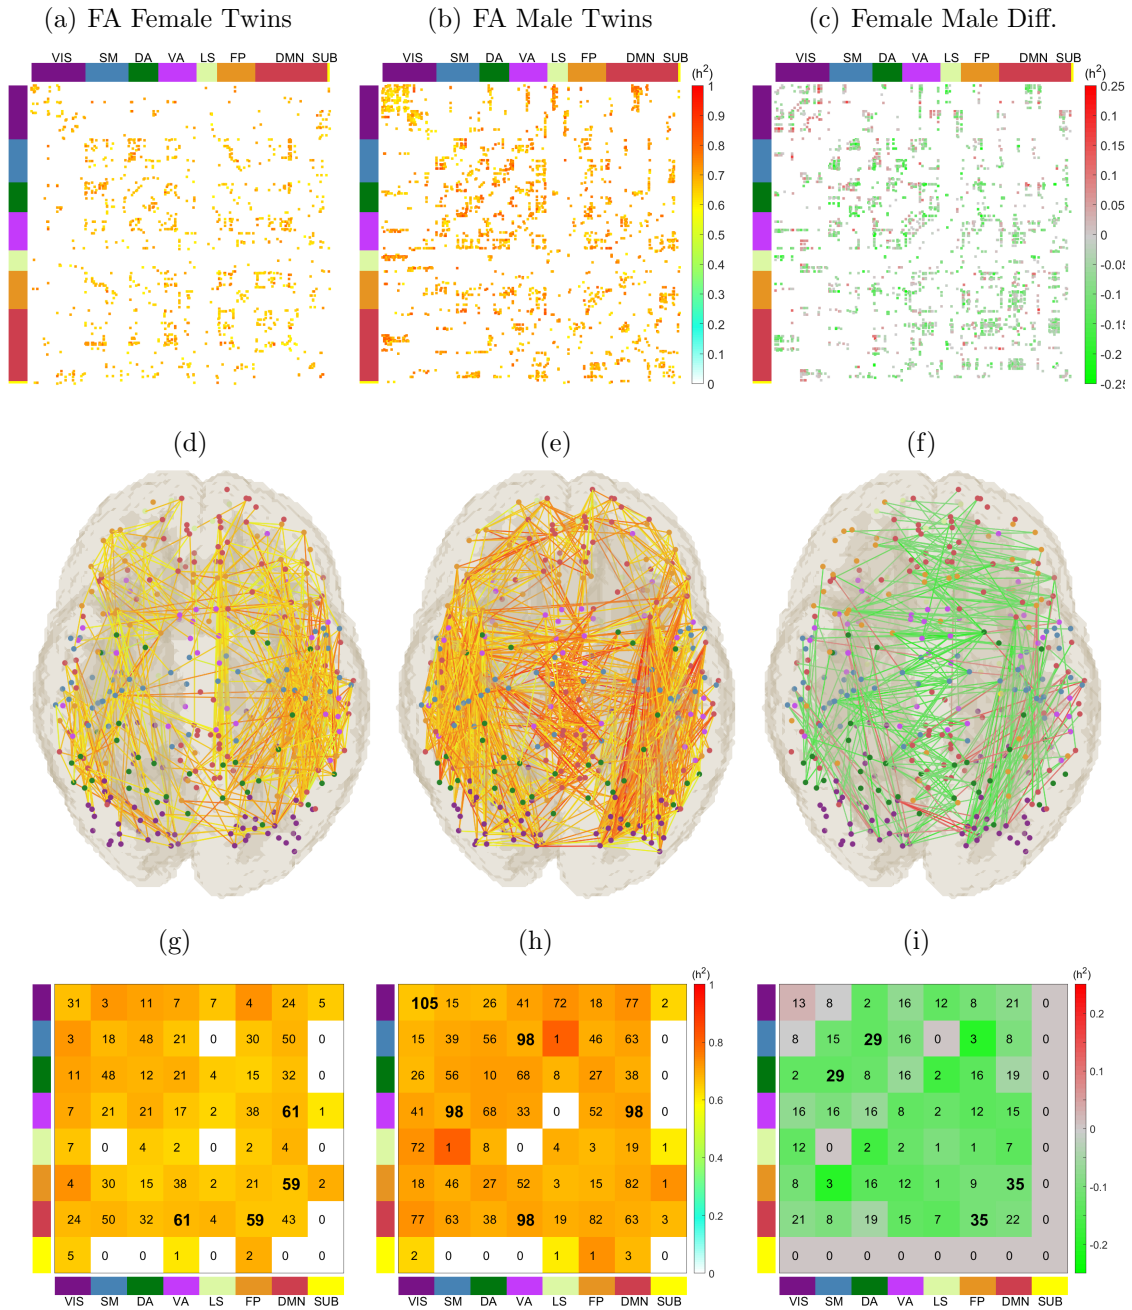 (a) FA Female Twins (b) FA Male Twins (c) Female Male Diff.
VIS SM DA VA LS FP DMN SUB VIS SM DA VA LS FP DMN SUB VIS SM DA VA LS FP DMN SUB
(h²) (h²)
1 0.25
0.9 0.2
0.8 0.15
0.7 0.1
0.6 0.05
0.5 0
0.4 -0.05
0.3 -0.1
0.2 -0.15
0.1 -0.2
0 -0.25
(d) (e) (f)
(g) (h) (i)
(h²) (h²)
31 3 11 7 7 4 24 5 105 15 26 41 72 18 77 2 1 13 8 2 16 12 8 21 0 0.2
3 18 48 21 0 30 50 0 15 39 56 98 1 46 63 0 0.8 8 15 29 16 0 3 8 0
11 48 12 21 4 15 32 0 26 56 10 68 8 27 38 0 2 29 8 16 2 16 19 0 0.1
7 21 21 17 2 38 61 1 41 98 68 33 0 52 98 0 0.6 16 16 16 8 2 12 15 0 0
7 0 4 2 0 2 4 0 72 1 8 0 4 3 19 1 0.4 12 0 2 2 1 1 7 0
4 30 15 38 2 21 59 2 18 46 27 52 3 15 82 1 8 3 16 12 1 9 35 0 -0.1
24 50 32 61 4 59 43 0 77 63 38 98 19 82 63 3 0.2 21 8 19 15 7 35 22 0
5 0 0 1 0 2 0 0 2 0 0 0 1 1 3 0 0 0 0 0 0 0 0 0 0 -0.2
VIS SM DA VA LS FP DMN SUB VIS SM DA VA LS FP DMN SUB VIS SM DA VA LS FP DMN SUB